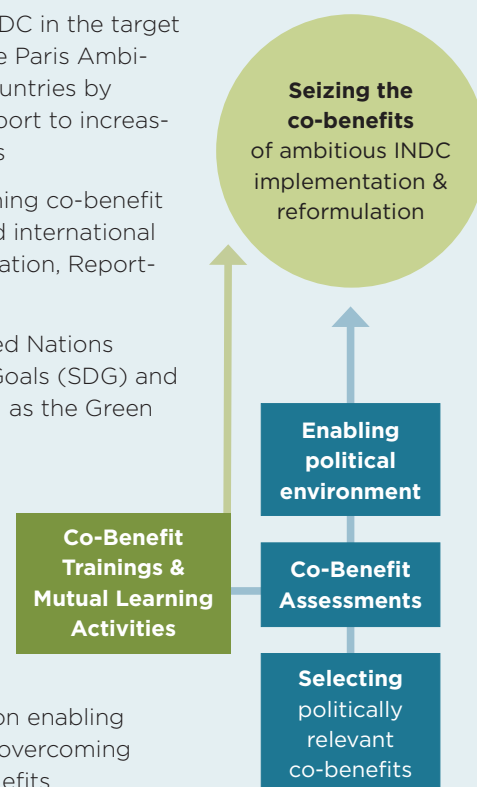 DC in the target
e Paris Ambi-
untries by
port to increas-
s
ning co-benefit
d international
ation, Report-
ed Nations
Goals (SDG) and
as the Green
on enabling
overcoming
efits
Seizing the
co-benefits
of ambitious INDC
implementation &
reformulation
Enabling
political
environment
Co-Benefit
Trainings &
Mutual Learning
Activities
Co-Benefit
Assessments
Selecting
politically
relevant
co-benefits